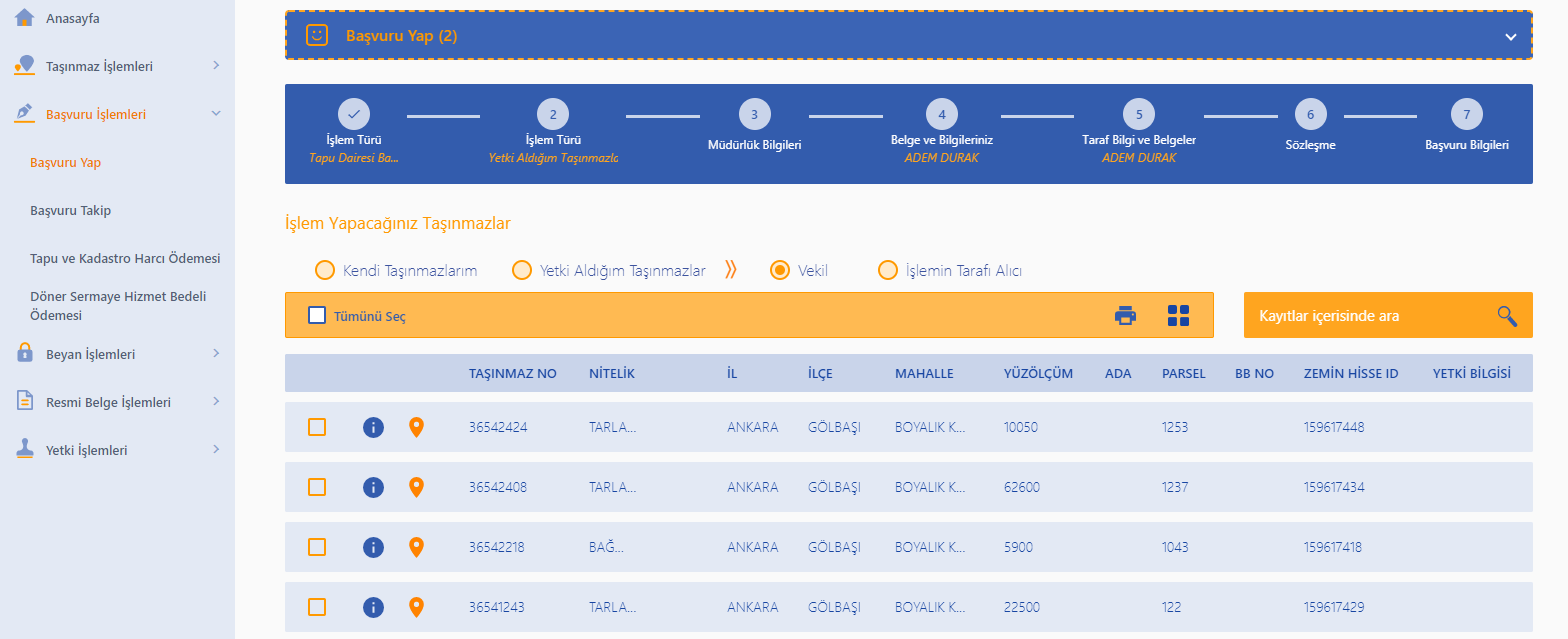 Anasayfa
Taşınmaz İşlemleri
Başvuru İşlemleri
Başvuru Yap
Başvuru Takip
Tapu ve Kadastro Harcı Ödemesi
Döner Sermaye Hizmet Bedeli
Ödemesi
Beyan İşlemleri
Resmi Belge İşlemleri
Yetki İşlemleri
Başvuru Yap (2)
2 3 4 5 6 7
İşlem Türü İşlem Türü Müdürlük Bilgileri Belge ve Bilgileriniz Taraf Bilgi ve Belgeler Sözleşme Başvuru Bilgileri
Tapu Dairesi Ba... Yetki Aldığım Taşınmazla ADEM DURAK ADEM DURAK
İşlem Yapacağınız Taşınmazlar
Kendi Taşınmazlarım Yetki Aldığım Taşınmazlar Vekil İşlemin Tarafı Alıcı
Tümünü Seç Kayıtlar içerisinde ara
TAŞINMAZ NO NİTELİK İL İLÇE MAHALLE YÜZÖLÇÜM ADA PARSEL BB NO ZEMİN HİSSE ID YETKİ BİLGİSİ
36542424 TARLA... ANKARA GÖLBAŞI BOYALIK K... 10050 1253 159617448
36542408 TARLA... ANKARA GÖLBAŞI BOYALIK K... 62600 1237 159617434
36542218 BAĞ... ANKARA GÖLBAŞI BOYALIK K... 5900 1043 159617418
36541243 TARLA... ANKARA GÖLBAŞI BOYALIK K... 22500 122 159617429